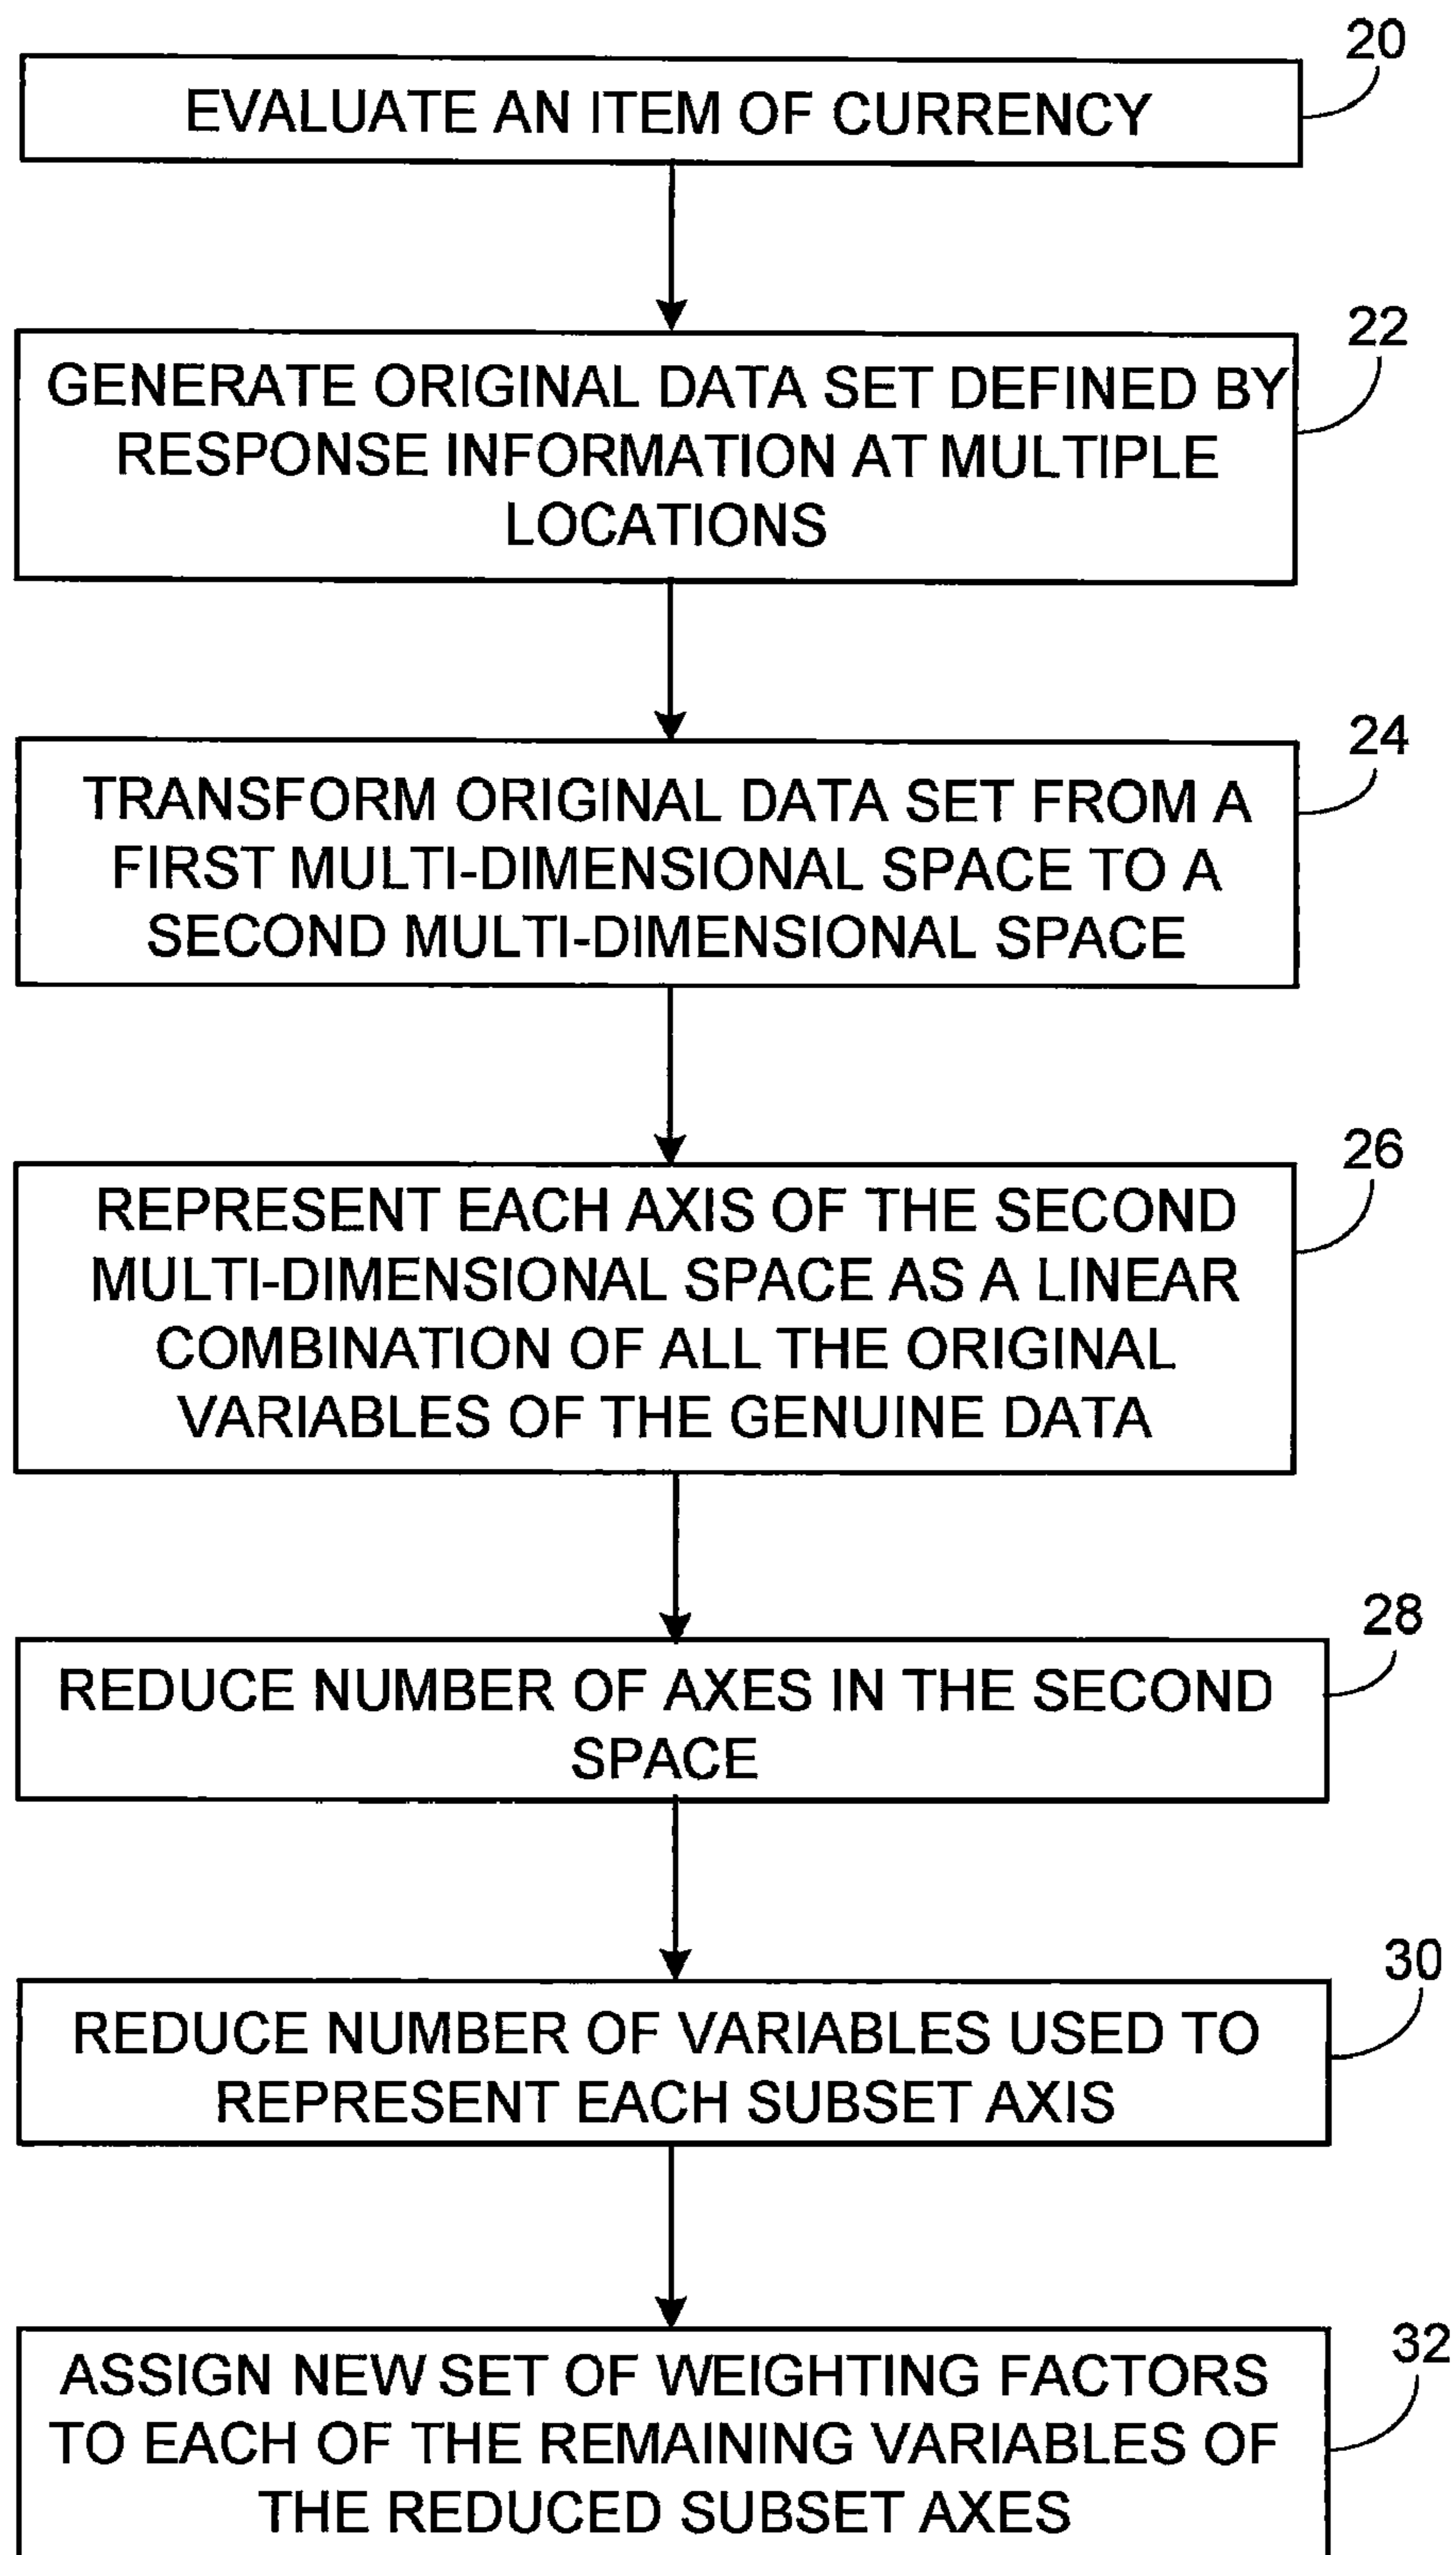 20
EVALUATE AN ITEM OF CURRENCY
22
GENERATE ORIGINAL DATA SET DEFINED BY
RESPONSE INFORMATION AT MULTIPLE
LOCATIONS
24
TRANSFORM ORIGINAL DATA SET FROM A
FIRST MULTI-DIMENSIONAL SPACE TO A
SECOND MULTI-DIMENSIONAL SPACE
26
REPRESENT EACH AXIS OF THE SECOND
MULTI-DIMENSIONAL SPACE AS A LINEAR
COMBINATION OF ALL THE ORIGINAL
VARIABLES OF THE GENUINE DATA
28
REDUCE NUMBER OF AXES IN THE SECOND
SPACE
30
REDUCE NUMBER OF VARIABLES USED TO
REPRESENT EACH SUBSET AXIS
32
ASSIGN NEW SET OF WEIGHTING FACTORS
TO EACH OF THE REMAINING VARIABLES OF
THE REDUCED SUBSET AXES